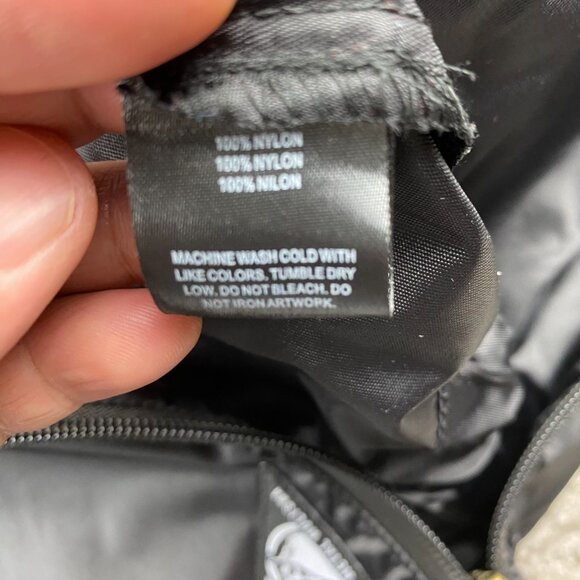 100% NYLON
100% NYLON
100% NILON
MACHINE WASH COLD WITH
LIKE COLORS. TUMBLE DRY
LOW. DO NOT BLEACH. DO
NOT IRON ARTWORK.